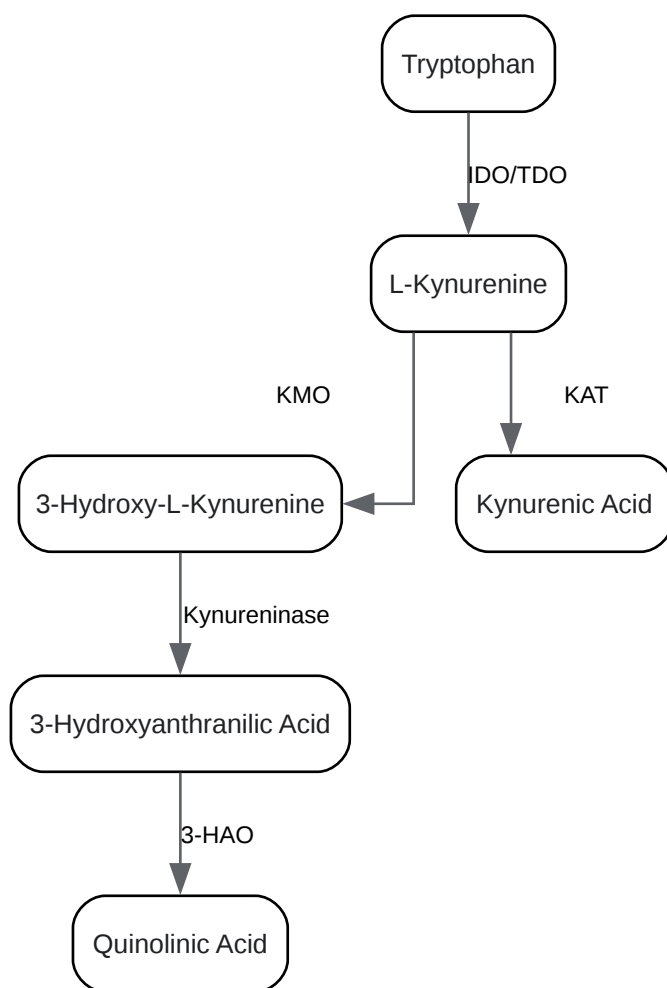 Tryptophan
IDO/TDO
L-Kynurenine
KMO
KAT
3-Hydroxy-L-Kynurenine
Kynurenic Acid
Kynureninase
3-Hydroxyanthranilic Acid
3-HAO
Quinolinic Acid